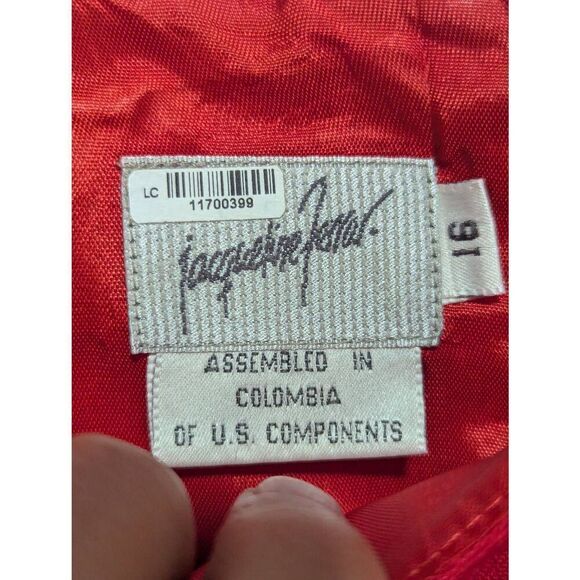 LC
11700399
jacqueline Ferrar.
16
ASSEMBLED IN
COLOMBIA
OF U.S. COMPONENTS